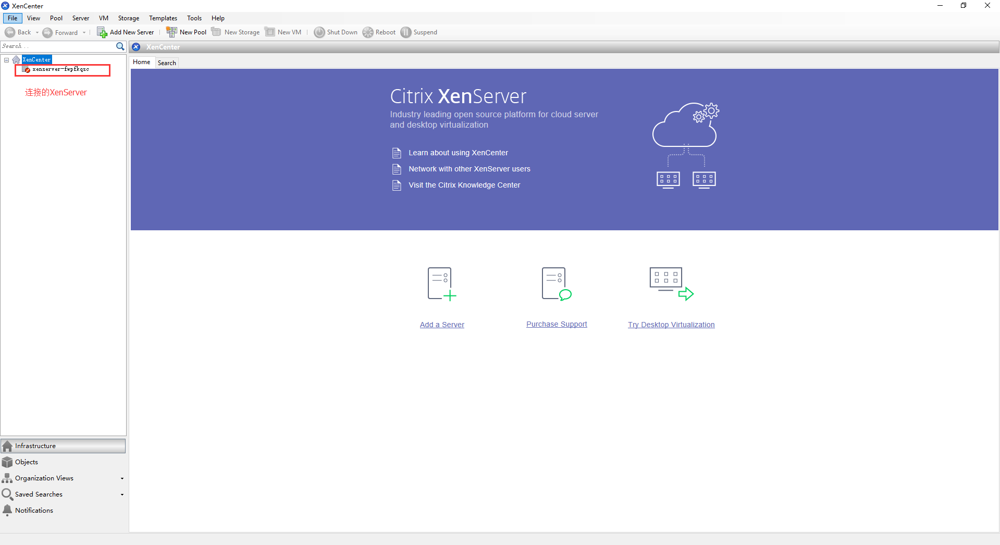 XenCenter
File View Pool Server VM Storage Templates Tools Help
Back Forward Add New Server New Pool New Storage New VM Shut Down Reboot Suspend
Search...
XenCenter
XenCenter
xenserver-fwpfkqsc
连接的XenServer
Home Search
Citrix XenServer
Industry leading open source platform for cloud server
and desktop virtualization
Learn about using XenCenter
Network with other XenServer users
Visit the Citrix Knowledge Center
Add a Server
Purchase Support
Try Desktop Virtualization
Infrastructure
Objects
Organization Views
Saved Searches
Notifications